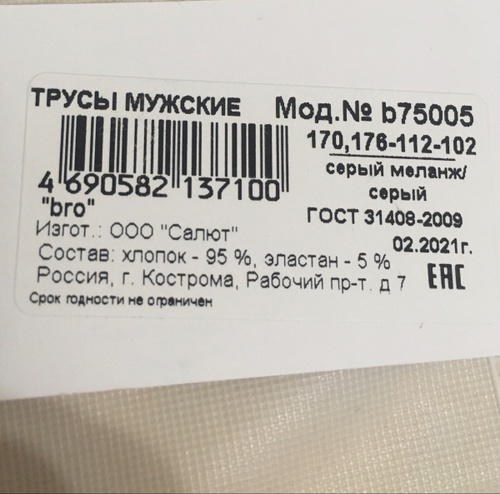 ТРУСЫ МУЖСКИЕ Мод.№ b75005
170,176-112-102
серый меланж/
серый
4 690582 137100
"bro"
ГОСТ 31408-2009
Изгот.: ООО "Салют"
02.2021г.
Состав: хлопок - 95 %, эластан - 5 %
Россия, г. Кострома, Рабочий пр-т. д 7 ЕАС
Срок годности не ограничен